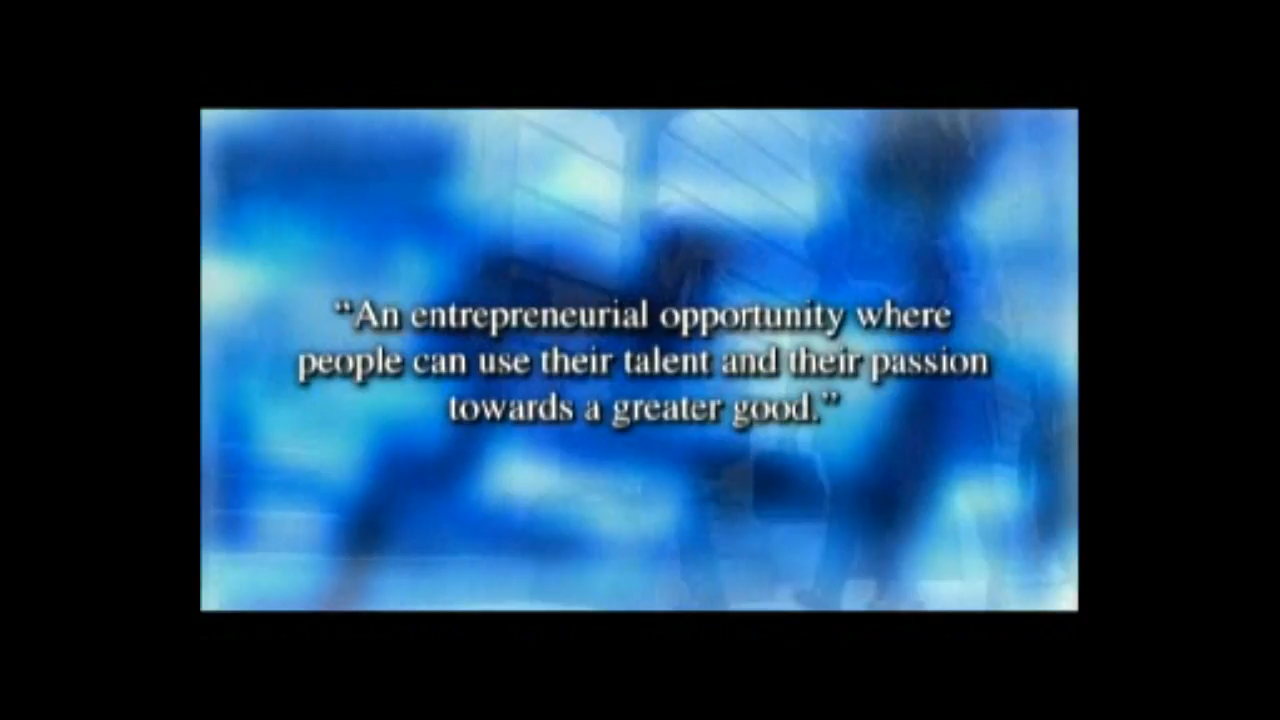 “An entrepreneurial opportunity where
people can use their talent and their passion
towards a greater good.”